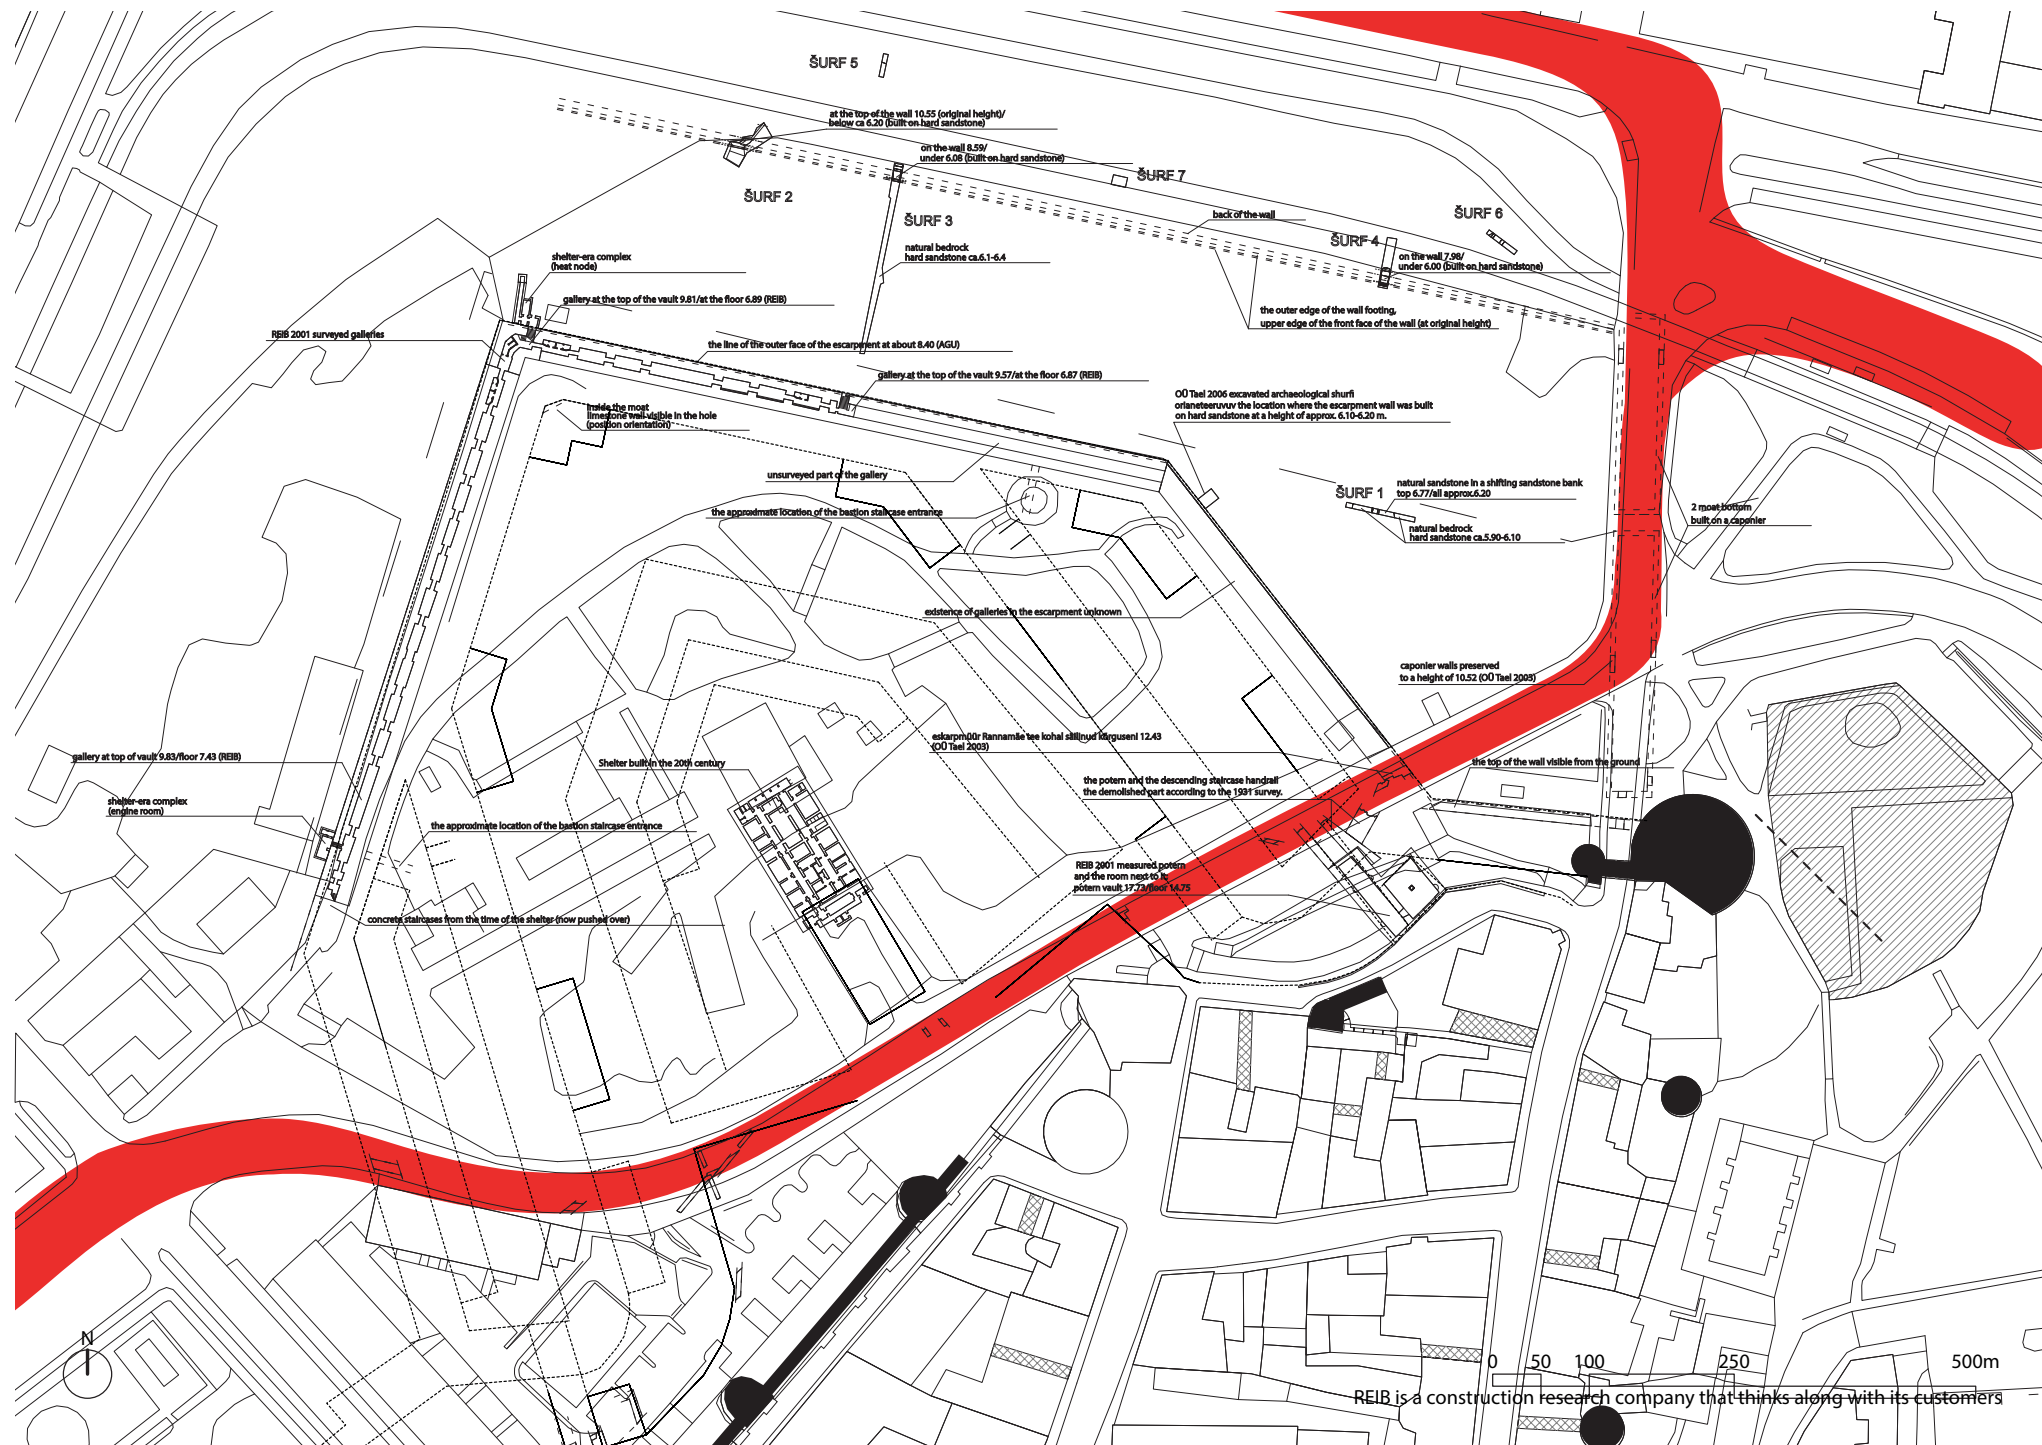 ŠURF 5
at the top of the wall 10.55 (original height)/
below ca 6.20 (built on hard sandstone)
on the wall 8.59/
under 6.08 (built on hard sandstone)
ŠURF 7
ŠURF 2
ŠURF 3
back of the wall
ŠURF 6
ŠURF 4
natural bedrock
hard sandstone ca.6.1-6.4
on the wall 7.98/
under 6.00 (built on hard sandstone)
shelter-era complex
(heat node)
gallery at the top of the vault 9.81/at the floor 6.89 (REIB)
the outer edge of the wall footing,
upper edge of the front face of the wall (at original height)
REIB 2001 surveyed galleries
the line of the outer face of the escarpment at about 8.40 (AGU)
gallery at the top of the vault 9.57/at the floor 6.87 (REIB)
OÜ Tael 2006 excavated archaeological shurfi
orianeteeruvuv the location where the escarpment wall was built
on hard sandstone at a height of approx. 6.10-6.20 m.
inside the moat
limestone wall visible in the hole
(position orientation)
unsurveyed part of the gallery
natural sandstone in a shifting sandstone bank
top 6.77/all approx.6.20
ŠURF 1
the approximate location of the bastion staircase entrance
2 moat bottom
built on a caponier
natural bedrock
hard sandstone ca.5.90-6.10
existence of galleries in the escarpment unknown
caponier walls preserved
to a height of 10.52 (OÜ Tael 2003)
eskarpmüür Rannamäe tee kohal säilinud kõrguseni 12.43
(OÜ Tael 2003)
gallery at top of vault 9.83/floor 7.43 (REIB)
Shelter built in the 20th century
the top of the wall visible from the ground
the potern and the descending staircase handrail
the demolished part according to the 1931 survey.
shelter-era complex
(engine room)
the approximate location of the bastion staircase entrance
REIB 2001 measured potern
and the room next to it
potern vault 17.73/floor 14.75
concrete staircases from the time of the shelter (now pushed over)
N
0 50 100 250 500m
REIB is a construction research company that thinks along with its customers